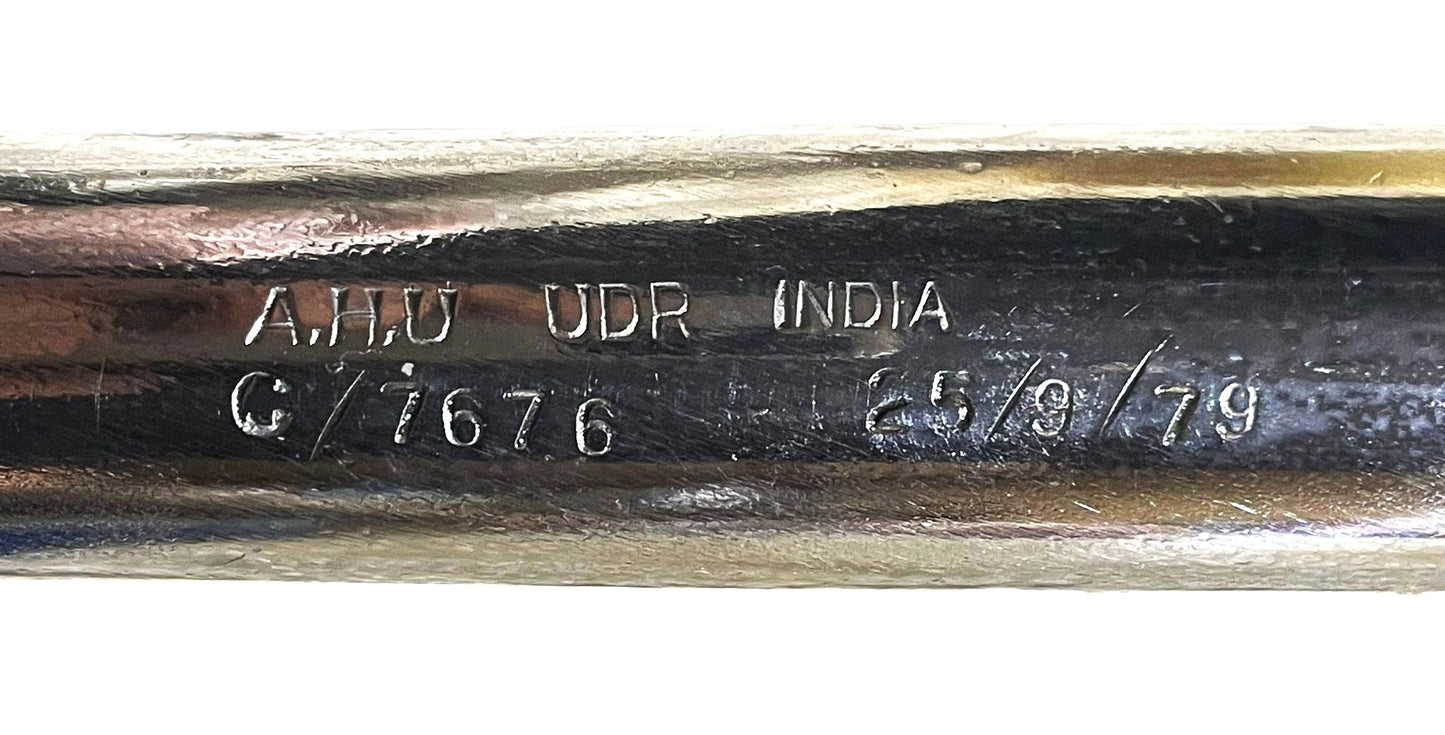 A.H.U UDR INDIA
C/7676 25/9/79